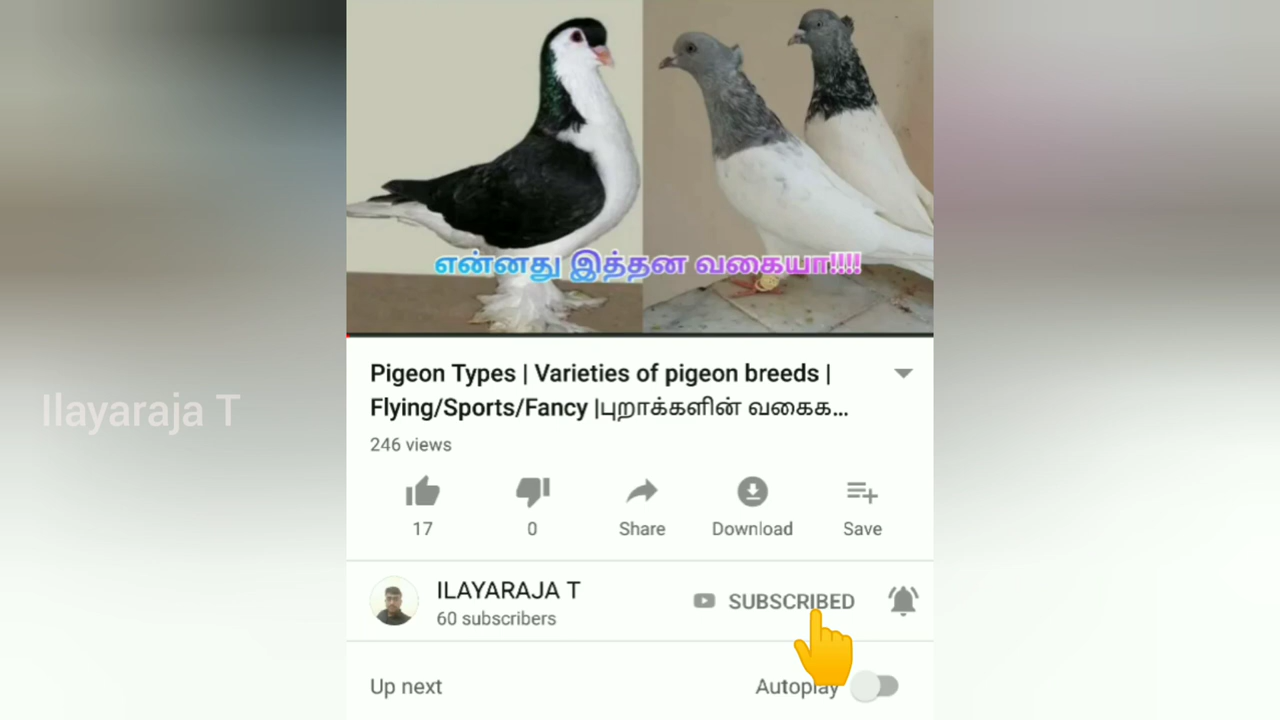 என்னது இத்தன வகையா!!!!
Pigeon Types | Varieties of pigeon breeds |
Flying/Sports/Fancy |புறாக்களின் வகைக...
246 views
17
0
Share
Download
Save
ILAYARAJA T
60 subscribers
SUBSCRIBED
Up next
Autoplay
Ilayaraja T